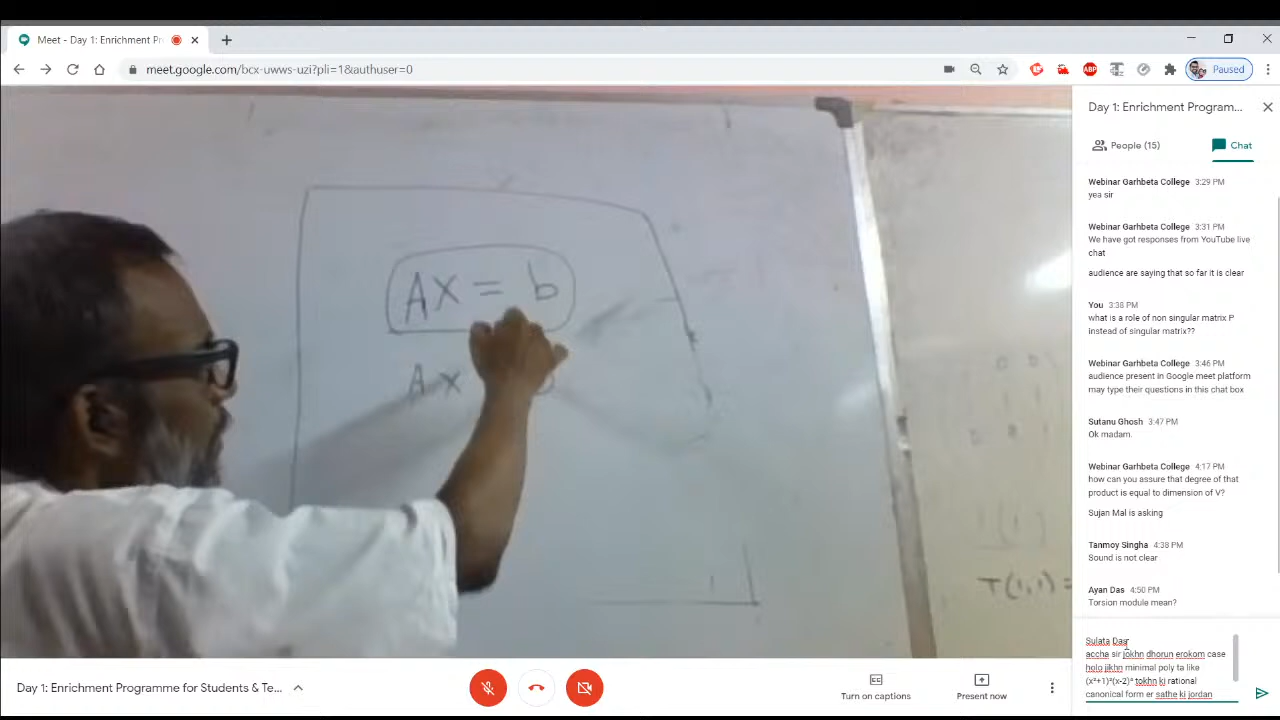 Meet - Day 1: Enrichment Pr
meet.google.com/bcx-uwws-uzi?pli=1&authuser=0
ABP
Paused
AX = b
Ax
T(1,1) =
Day 1: Enrichment Program...
People (15)
Chat
Webinar Garhbeta College 3:29 PM
yea sir
Webinar Garhbeta College 3:31 PM
We have got responses from YouTube live
chat
audience are saying that so far it is clear
You 3:38 PM
what is a role of non singular matrix P
instead of singular matrix??
Webinar Garhbeta College 3:46 PM
audience present in Google meet platform
may type their questions in this chat box
Sutanu Ghosh 3:47 PM
Ok madam.
Webinar Garhbeta College 4:17 PM
how can you assure that degree of that
product is equal to dimension of V?
Sujan Mal is asking
Tanmoy Singha 4:38 PM
Sound is not clear
Ayan Das 4:50 PM
Torsion module mean?
Sulata Das
accha sir jokhn dhorun erokom case
holo jikhn minimal poly ta like
tokhn ki rational
canonical form er sathe ki jordan
Day 1: Enrichment Programme for Students & Te...
Turn on captions
Present now